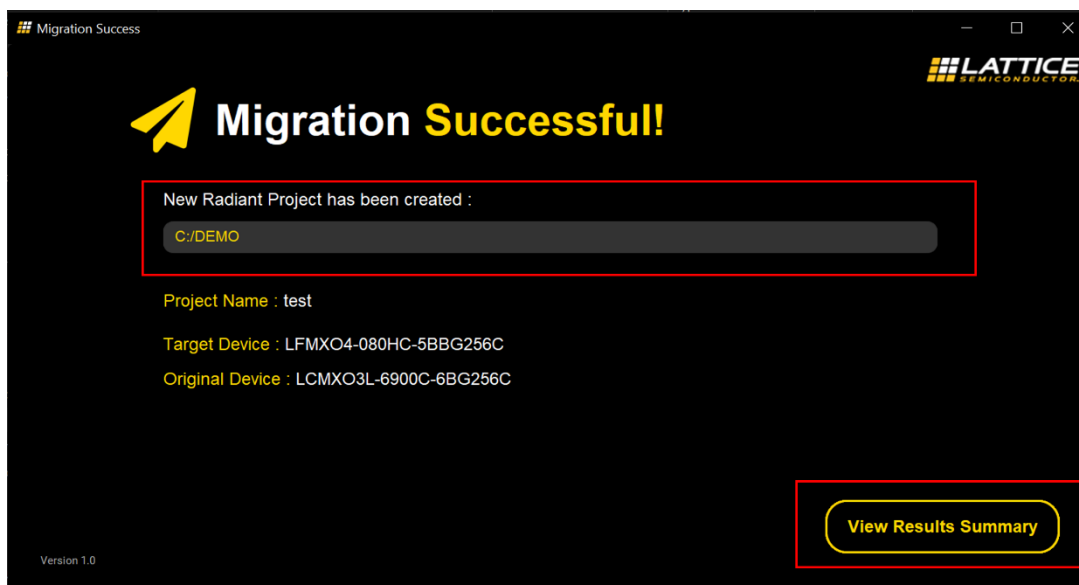 Migration Success
LATTICE
SEMICONDUCTOR
Migration Successful!
New Radiant Project has been created :
C:/DEMO
Project Name : test
Target Device : LFMXO4-080HC-5BBG256C
Original Device : LCMXO3L-6900C-6BG256C
View Results Summary
Version 1.0